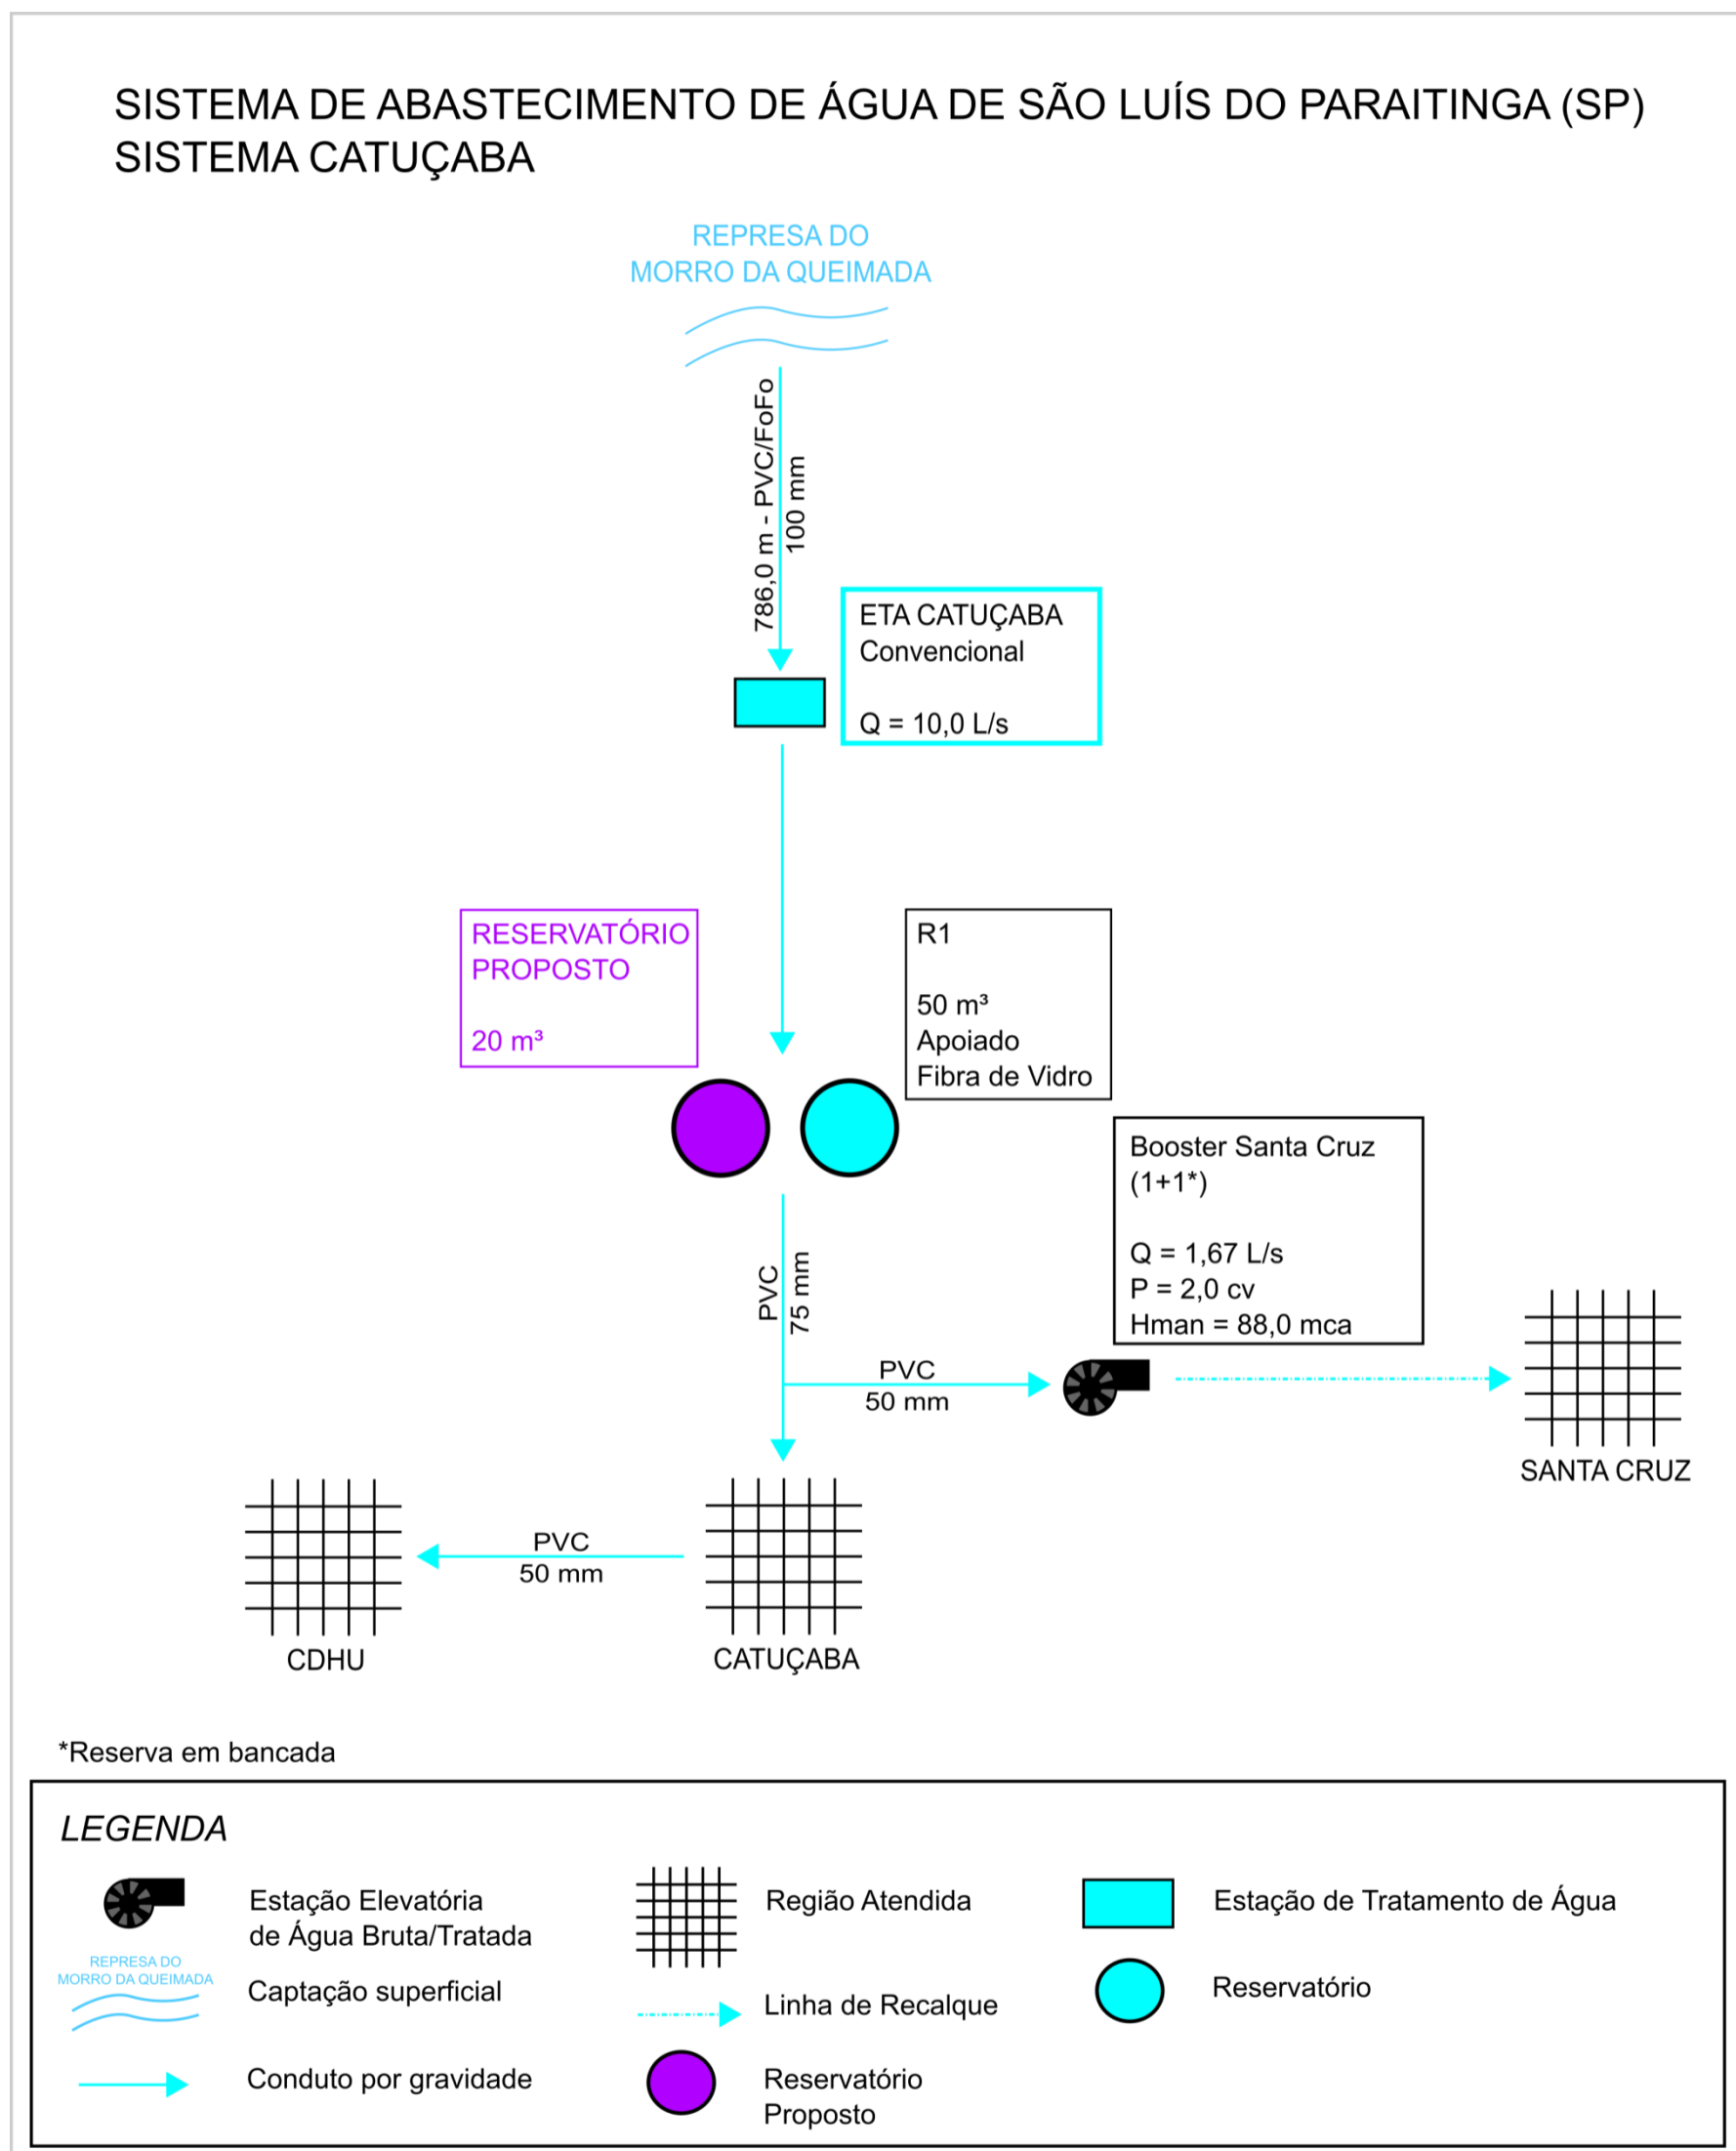 SISTEMA DE ABASTECIMENTO DE ÁGUA DE SÃO LUÍS DO PARAITINGA (SP)
SISTEMA CATUÇABA
REPRESA DO
MORRO DA QUEIMADA
786,0 m - PVC/FoFo
100 mm
ETA CATUÇABA
Convencional
Q = 10,0 L/s
RESERVATÓRIO
PROPOSTO
20 m³
R1
50 m³
Apoiado
Fibra de Vidro
Booster Santa Cruz
(1+1*)
Q = 1,67 L/s
P = 2,0 cv
Hman = 88,0 mca
PVC
75 mm
PVC
50 mm
SANTA CRUZ
PVC
50 mm
CDHU
CATUÇABA
*Reserva em bancada
LEGENDA
Estação Elevatória
de Água Bruta/Tratada
Região Atendida
Estação de Tratamento de Água
REPRESA DO
MORRO DA QUEIMADA
Captação superficial
Linha de Recalque
Reservatório
Conduto por gravidade
Reservatório
Proposto